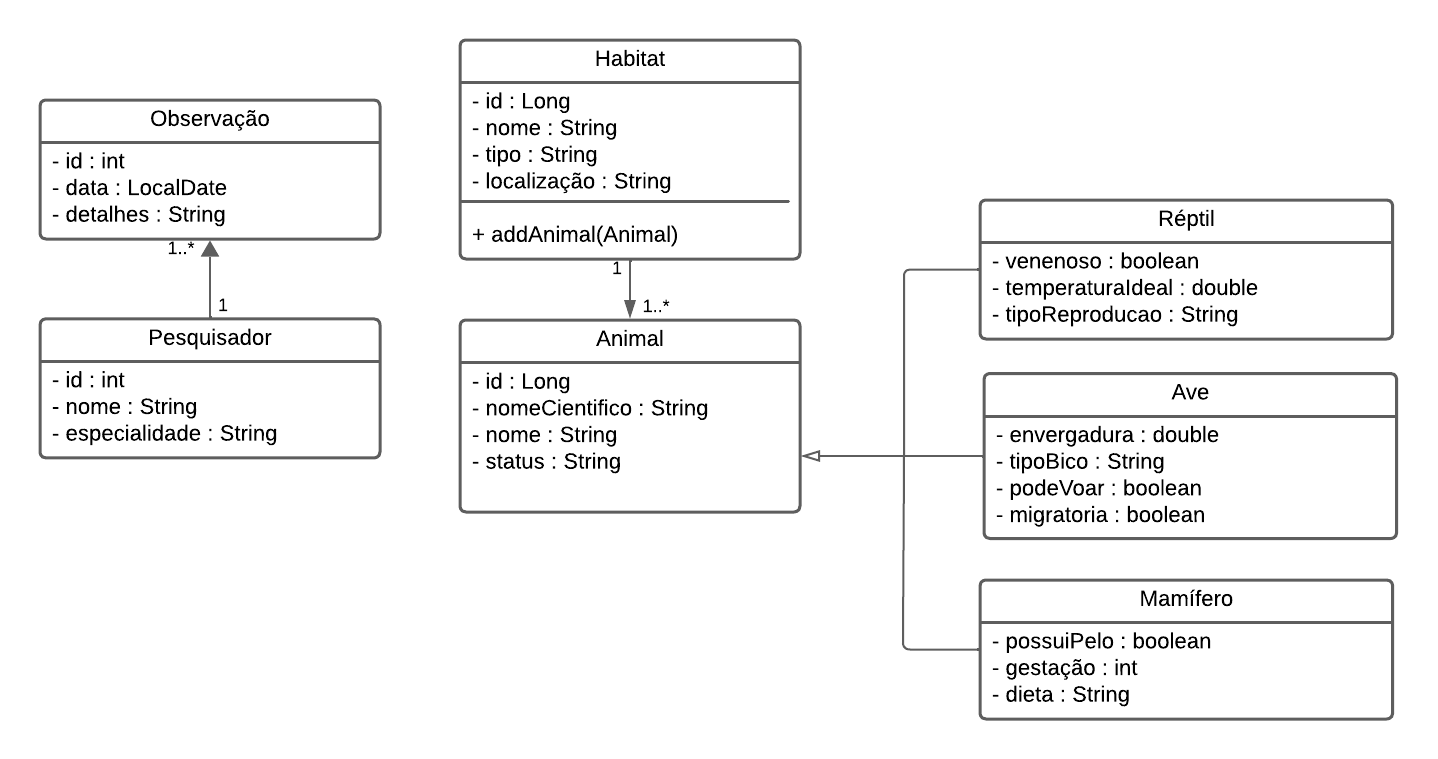 Observação
- id : int
- data : LocalDate
- detalhes : String
1..*
1
Pesquisador
- id : int
- nome : String
- especialidade : String
Habitat
- id : Long
- nome : String
- tipo : String
- localização : String
+ addAnimal(Animal)
1
1..*
Animal
- id : Long
- nomeCientifico : String
- nome : String
- status : String
Réptil
- venenoso : boolean
- temperaturaIdeal : double
- tipoReproducao : String
Ave
- envergadura : double
- tipoBico : String
- podeVoar : boolean
- migratoria : boolean
Mamífero
- possuiPelo : boolean
- gestação : int
- dieta : String